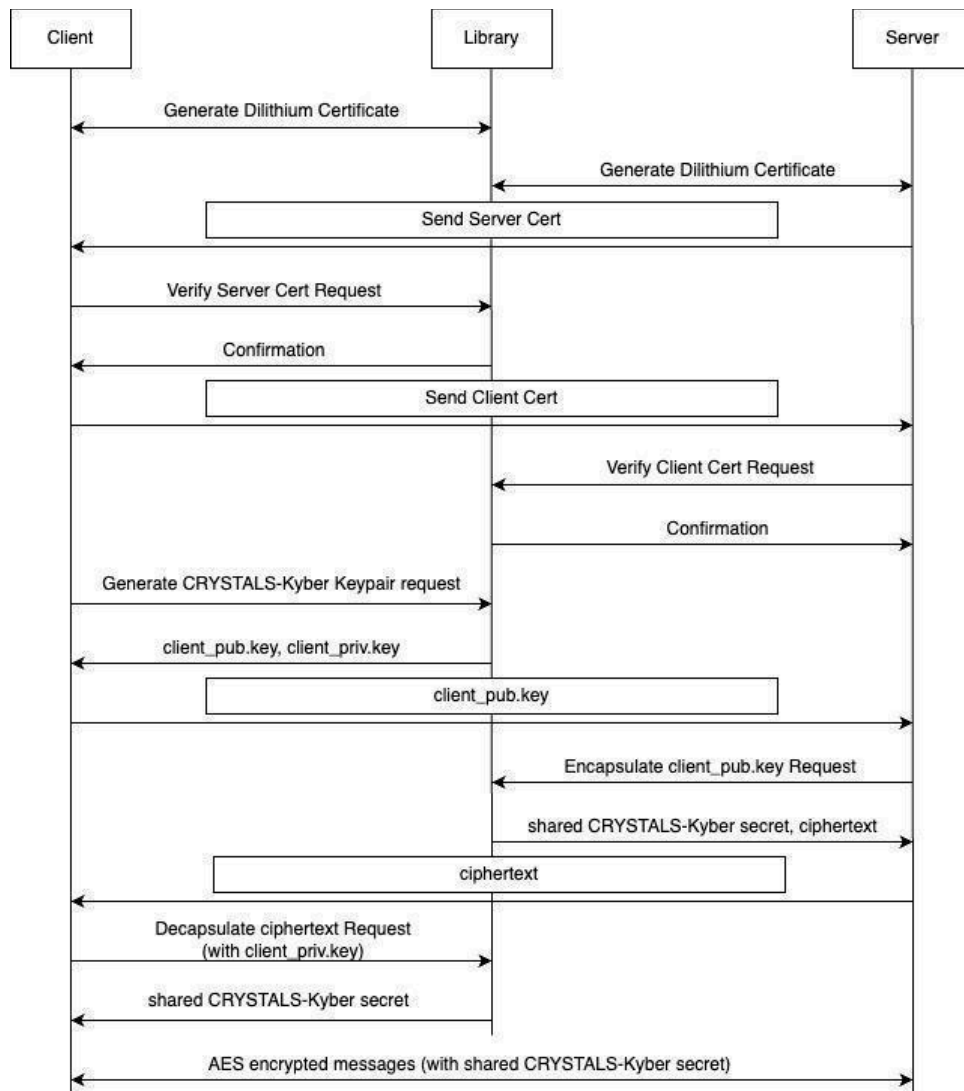 Client
Library
Server
Generate Dilithium Certificate
Generate Dilithium Certificate
Send Server Cert
Verify Server Cert Request
Confirmation
Send Client Cert
Verify Client Cert Request
Confirmation
Generate CRYSTALS-Kyber Keypair request
client_pub.key, client_priv.key
client_pub.key
Encapsulate client_pub.key Request
shared CRYSTALS-Kyber secret, ciphertext
ciphertext
Decapsulate ciphertext Request
(with client_priv.key)
shared CRYSTALS-Kyber secret
AES encrypted messages (with shared CRYSTALS-Kyber secret)